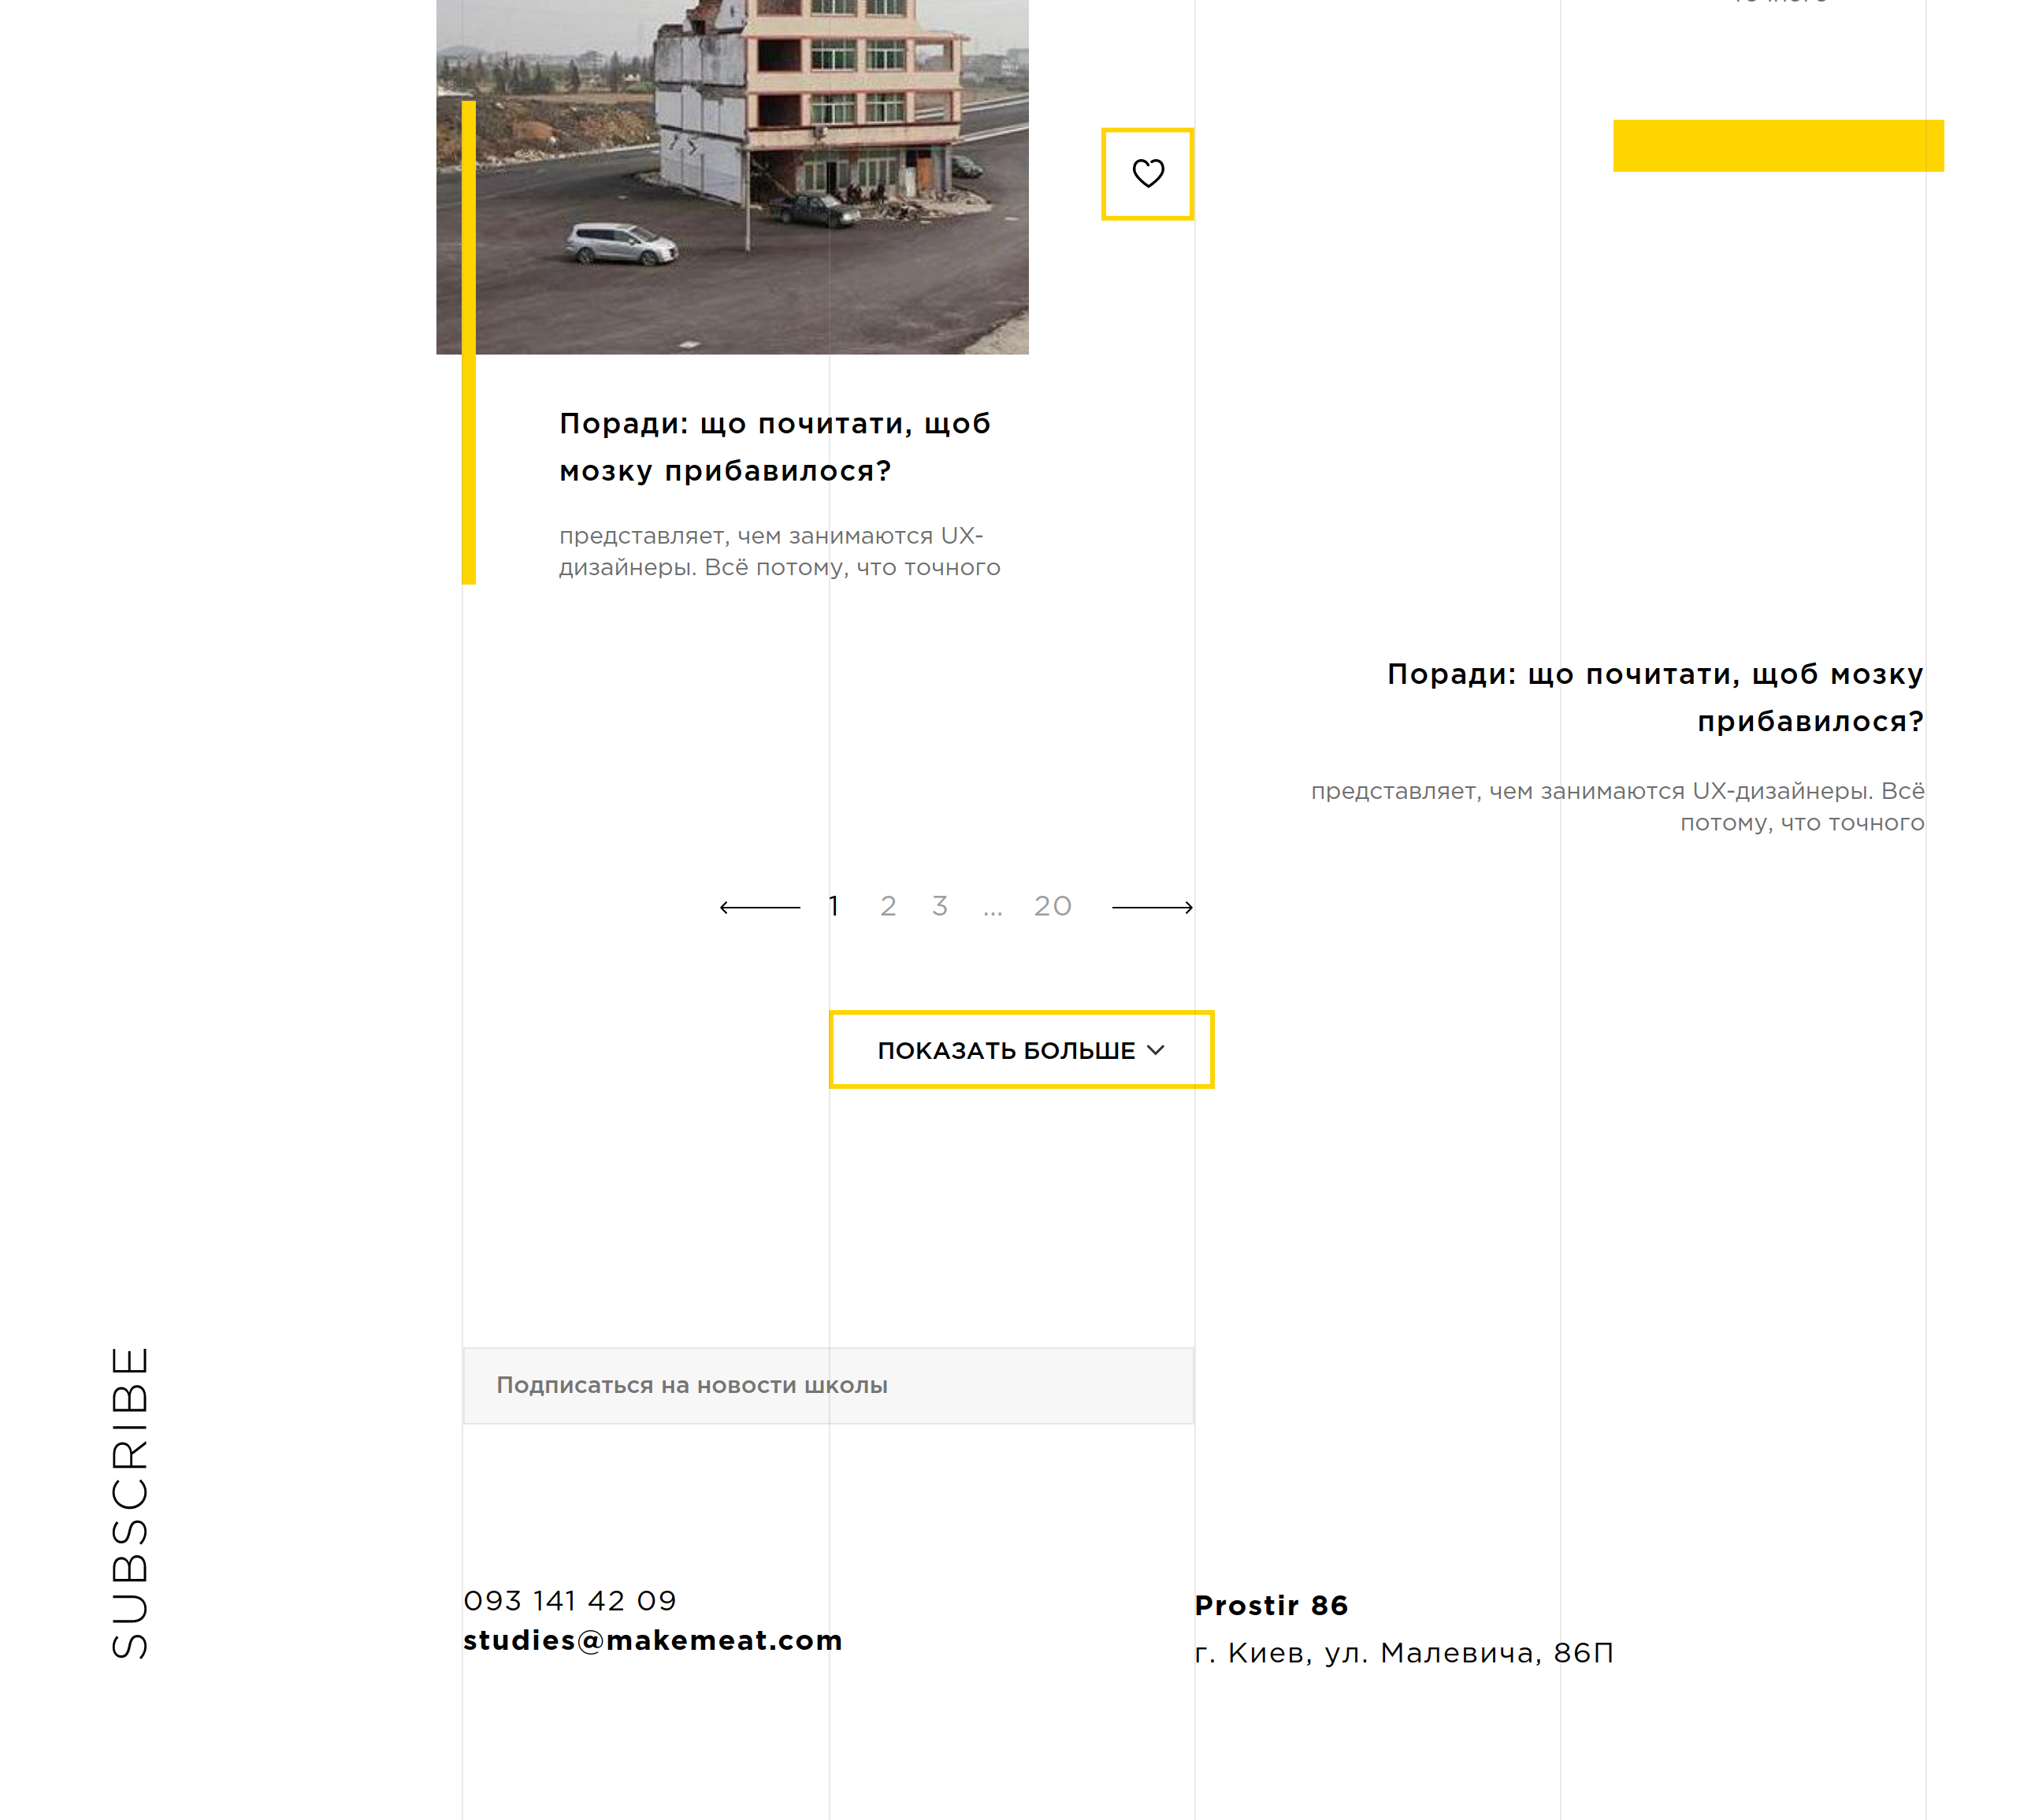 Поради: що почитати, щоб
мозку прибавилося?
представляет, чем занимаются UX-
дизайнеры. Всё потому, что точного
Поради: що почитати, щоб мозку
прибавилося?
представляет, чем занимаются UX-дизайнеры. Всё
потому, что точного
1 2 3 ... 20
ПОКАЗАТЬ БОЛЬШЕ
SUBSCRIBE
Подписаться на новости школы
093 141 42 09
studies@makemeat.com
Prostir 86
г. Киев, ул. Малевича, 86П